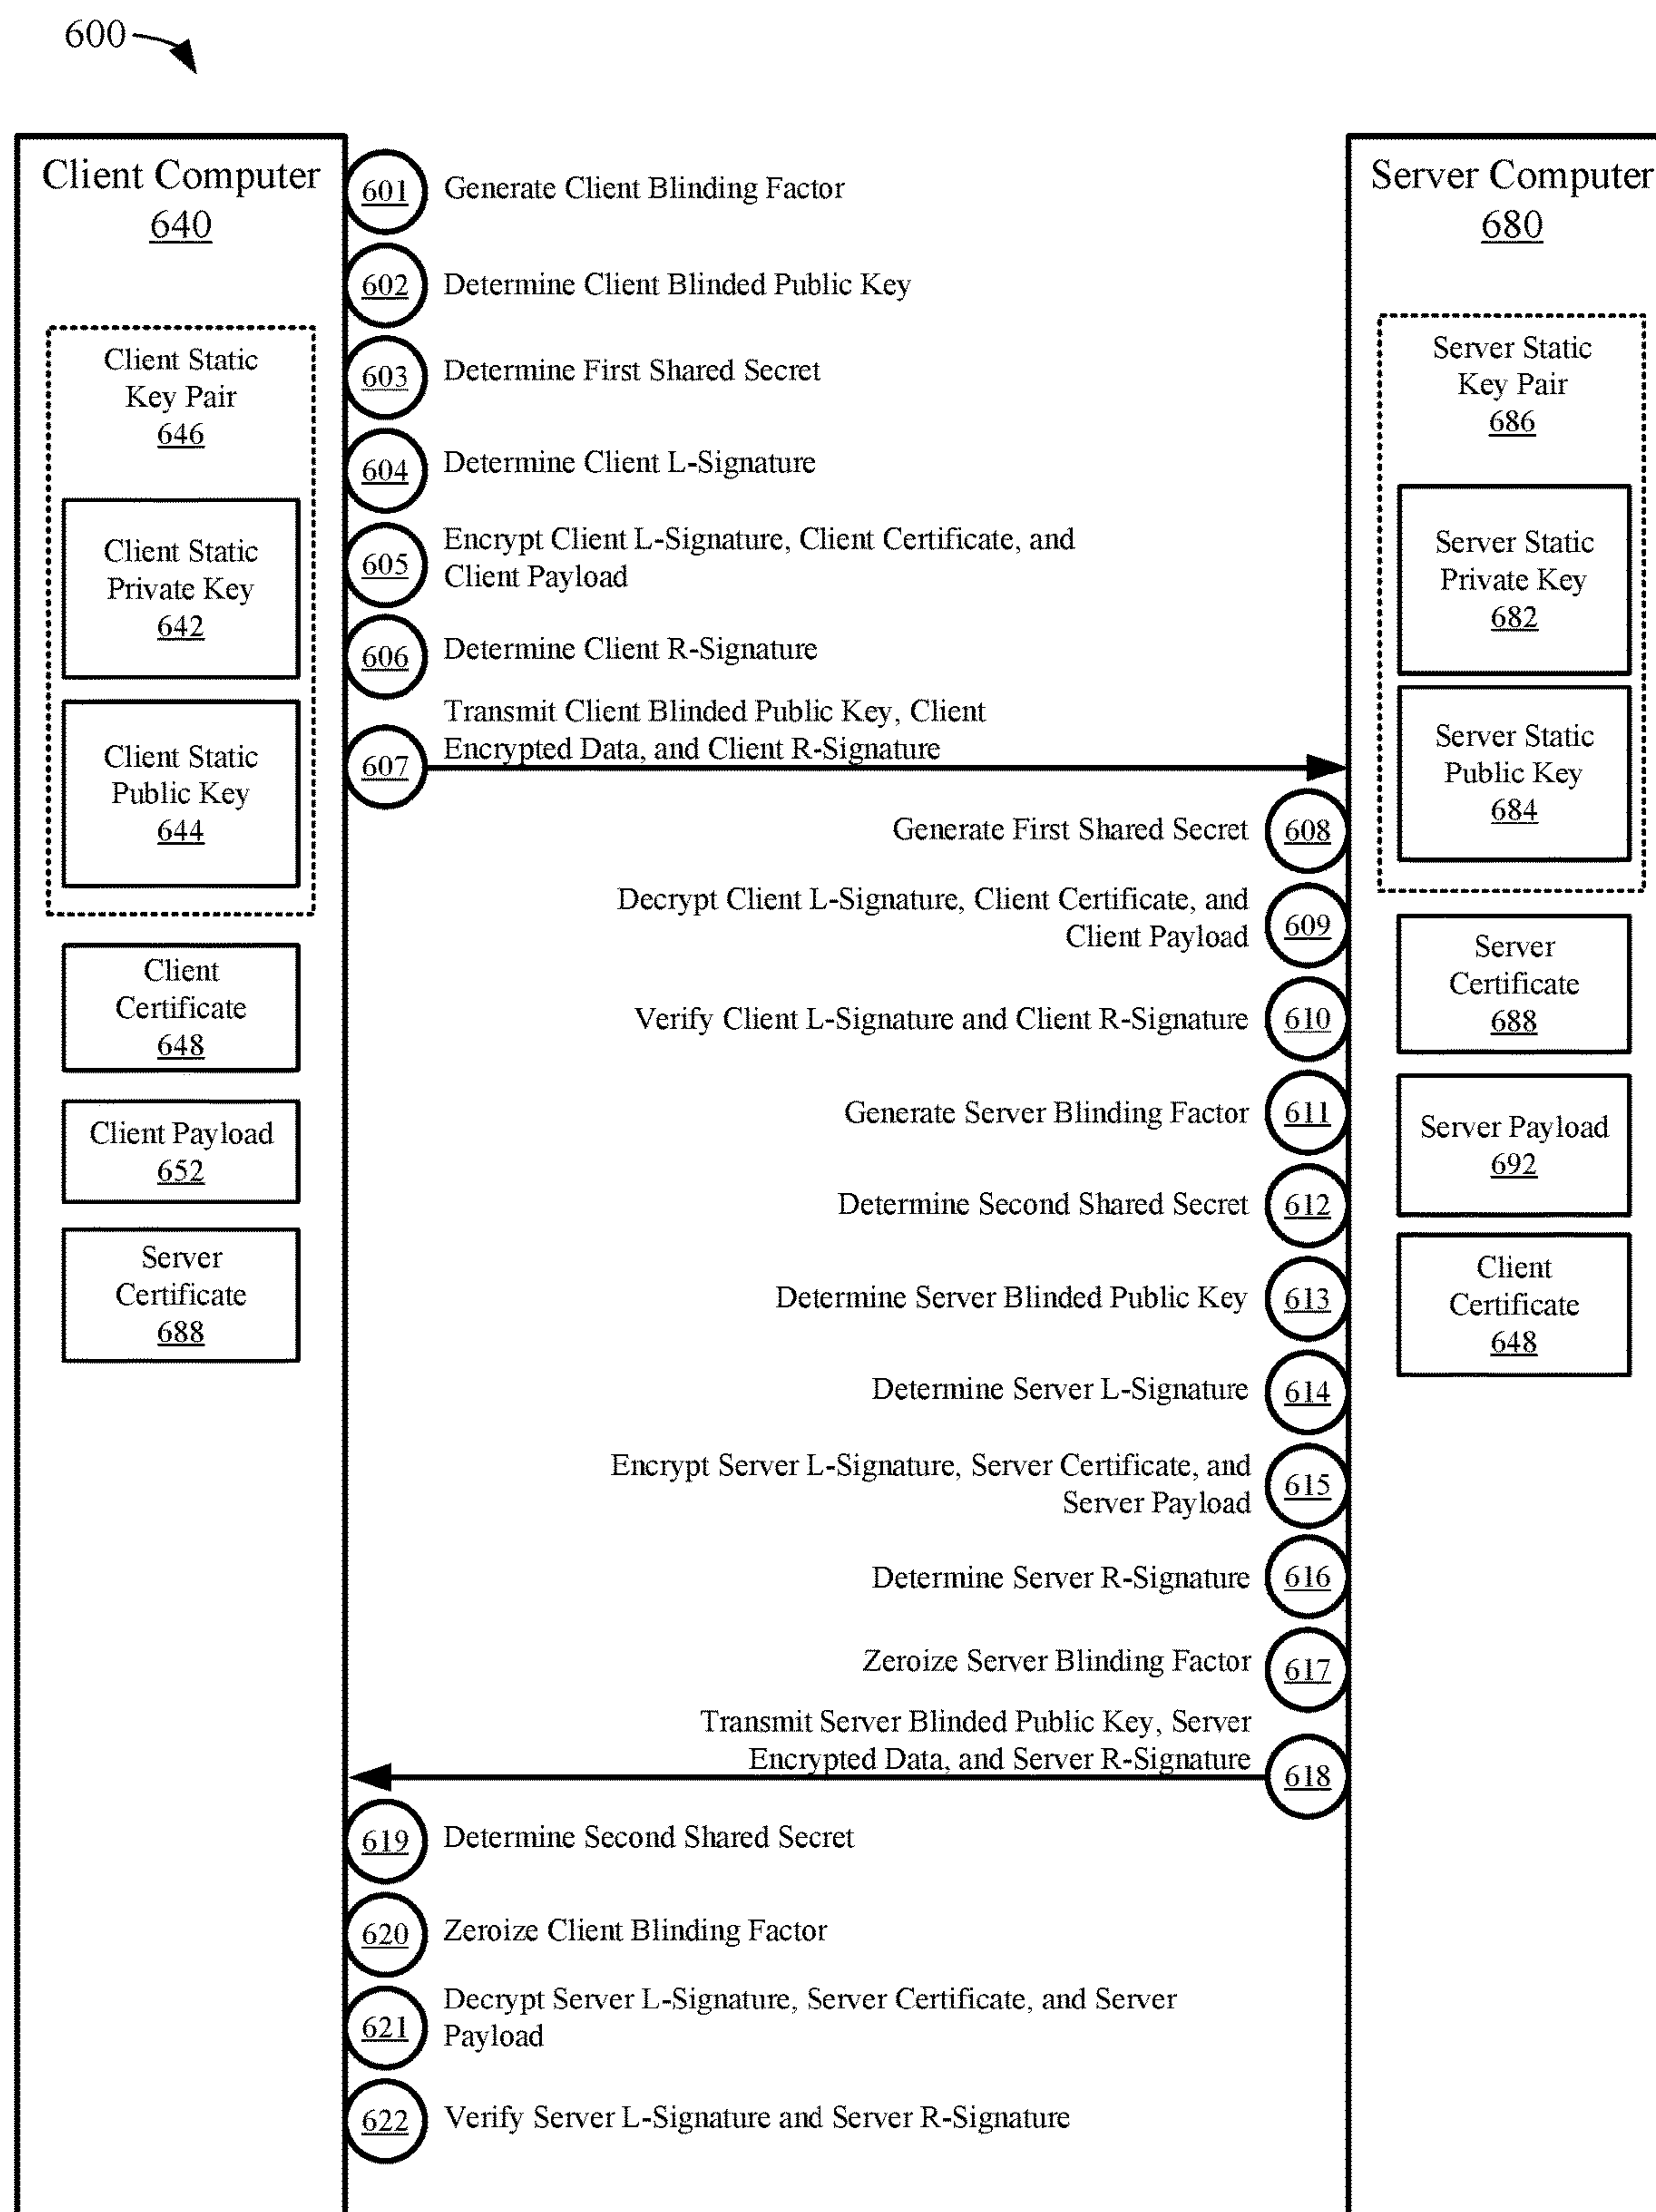 600
Client Computer
640
Client Static
Key Pair
646
Client Static
Private Key
642
Client Static
Public Key
644
Client
Certificate
648
Client Payload
652
Server
Certificate
688
601 Generate Client Blinding Factor
602 Determine Client Blinded Public Key
603 Determine First Shared Secret
604 Determine Client L-Signature
605 Encrypt Client L-Signature, Client Certificate, and
Client Payload
606 Determine Client R-Signature
Transmit Client Blinded Public Key, Client
Encrypted Data, and Client R-Signature
607
Generate First Shared Secret 608
Decrypt Client L-Signature, Client Certificate, and
Client Payload 609
Verify Client L-Signature and Client R-Signature 610
Generate Server Blinding Factor 611
Determine Second Shared Secret 612
Determine Server Blinded Public Key 613
Determine Server L-Signature 614
Encrypt Server L-Signature, Server Certificate, and
Server Payload 615
Determine Server R-Signature 616
Zeroize Server Blinding Factor 617
Transmit Server Blinded Public Key, Server
Encrypted Data, and Server R-Signature 618
619 Determine Second Shared Secret
620 Zeroize Client Blinding Factor
621 Decrypt Server L-Signature, Server Certificate, and Server
Payload
622 Verify Server L-Signature and Server R-Signature
Server Computer
680
Server Static
Key Pair
686
Server Static
Private Key
682
Server Static
Public Key
684
Server
Certificate
688
Server Payload
692
Client
Certificate
648